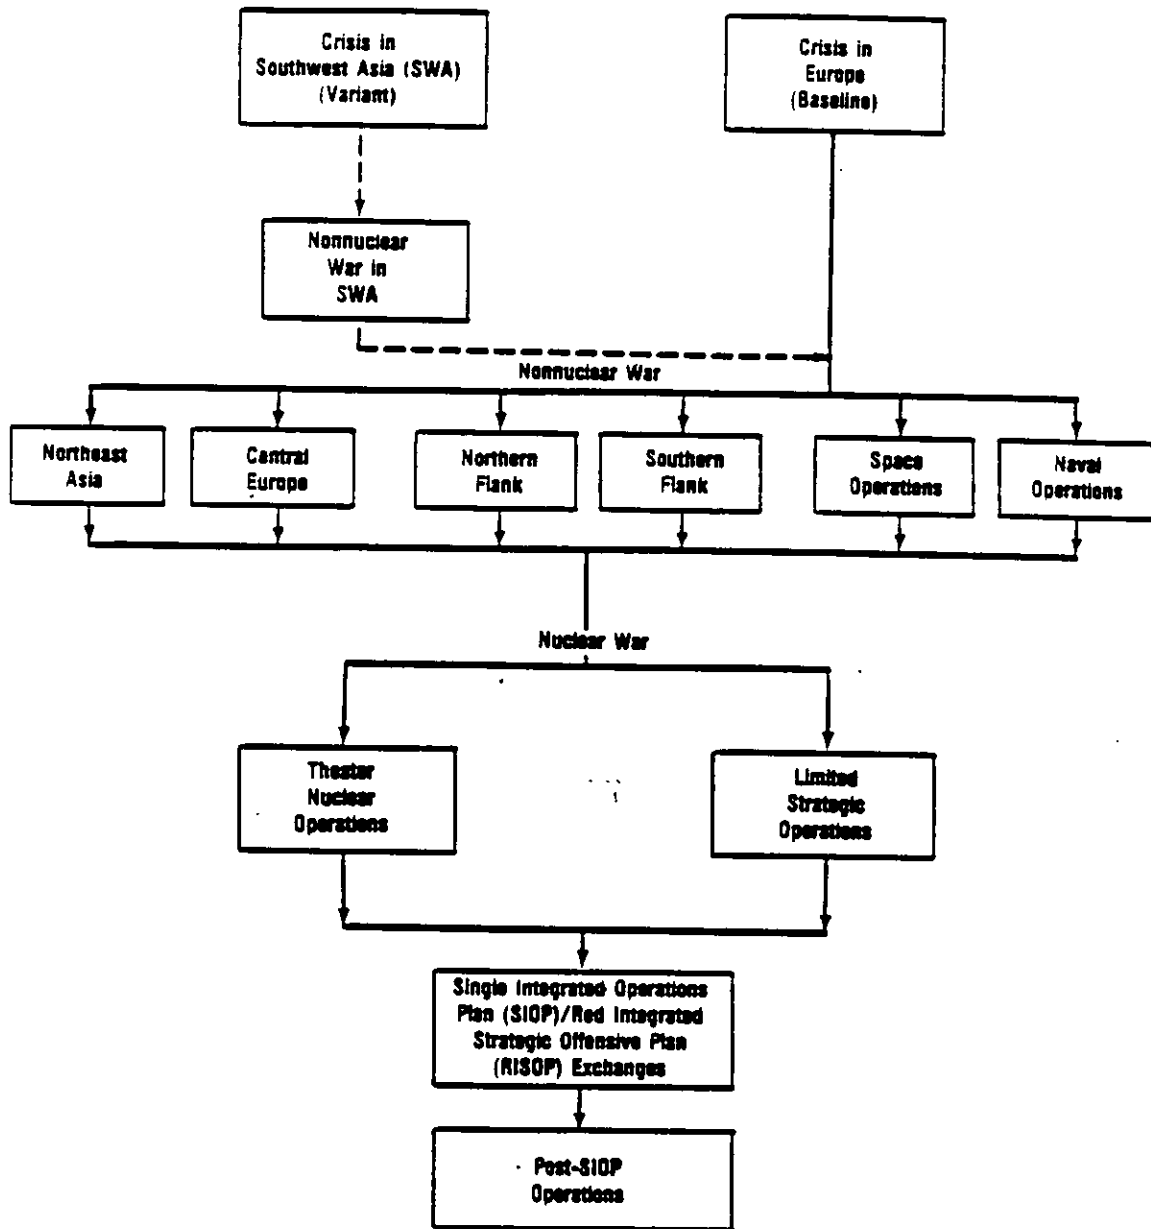 Crisis in
Southwest Asia (SWA)
(Variant)
Crisis in
Europe
(Baseline)
Nonnuclear
War in
SWA
Nonnuclear War
Northeast
Asia
Central
Europe
Northern
Flank
Southern
Flank
Space
Operations
Naval
Operations
Nuclear War
Theater
Nuclear
Operations
Limited
Strategic
Operations
Single Integrated Operations
Plan (SIOP)/Red Integrated
Strategic Offensive Plan
(RISOP) Exchanges
Post-SIOP
Operations